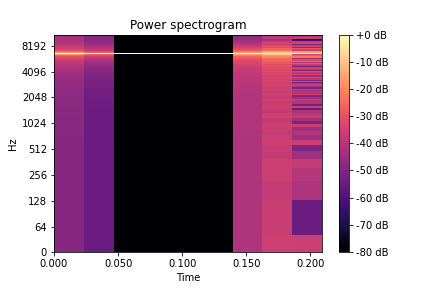 Power spectrogram
8192
4096
2048
1024
512
256
128
64
0
Hz
0.000 0.050 0.100 0.150 0.200
Time
+0 dB
-10 dB
-20 dB
-30 dB
-40 dB
-50 dB
-60 dB
-70 dB
-80 dB